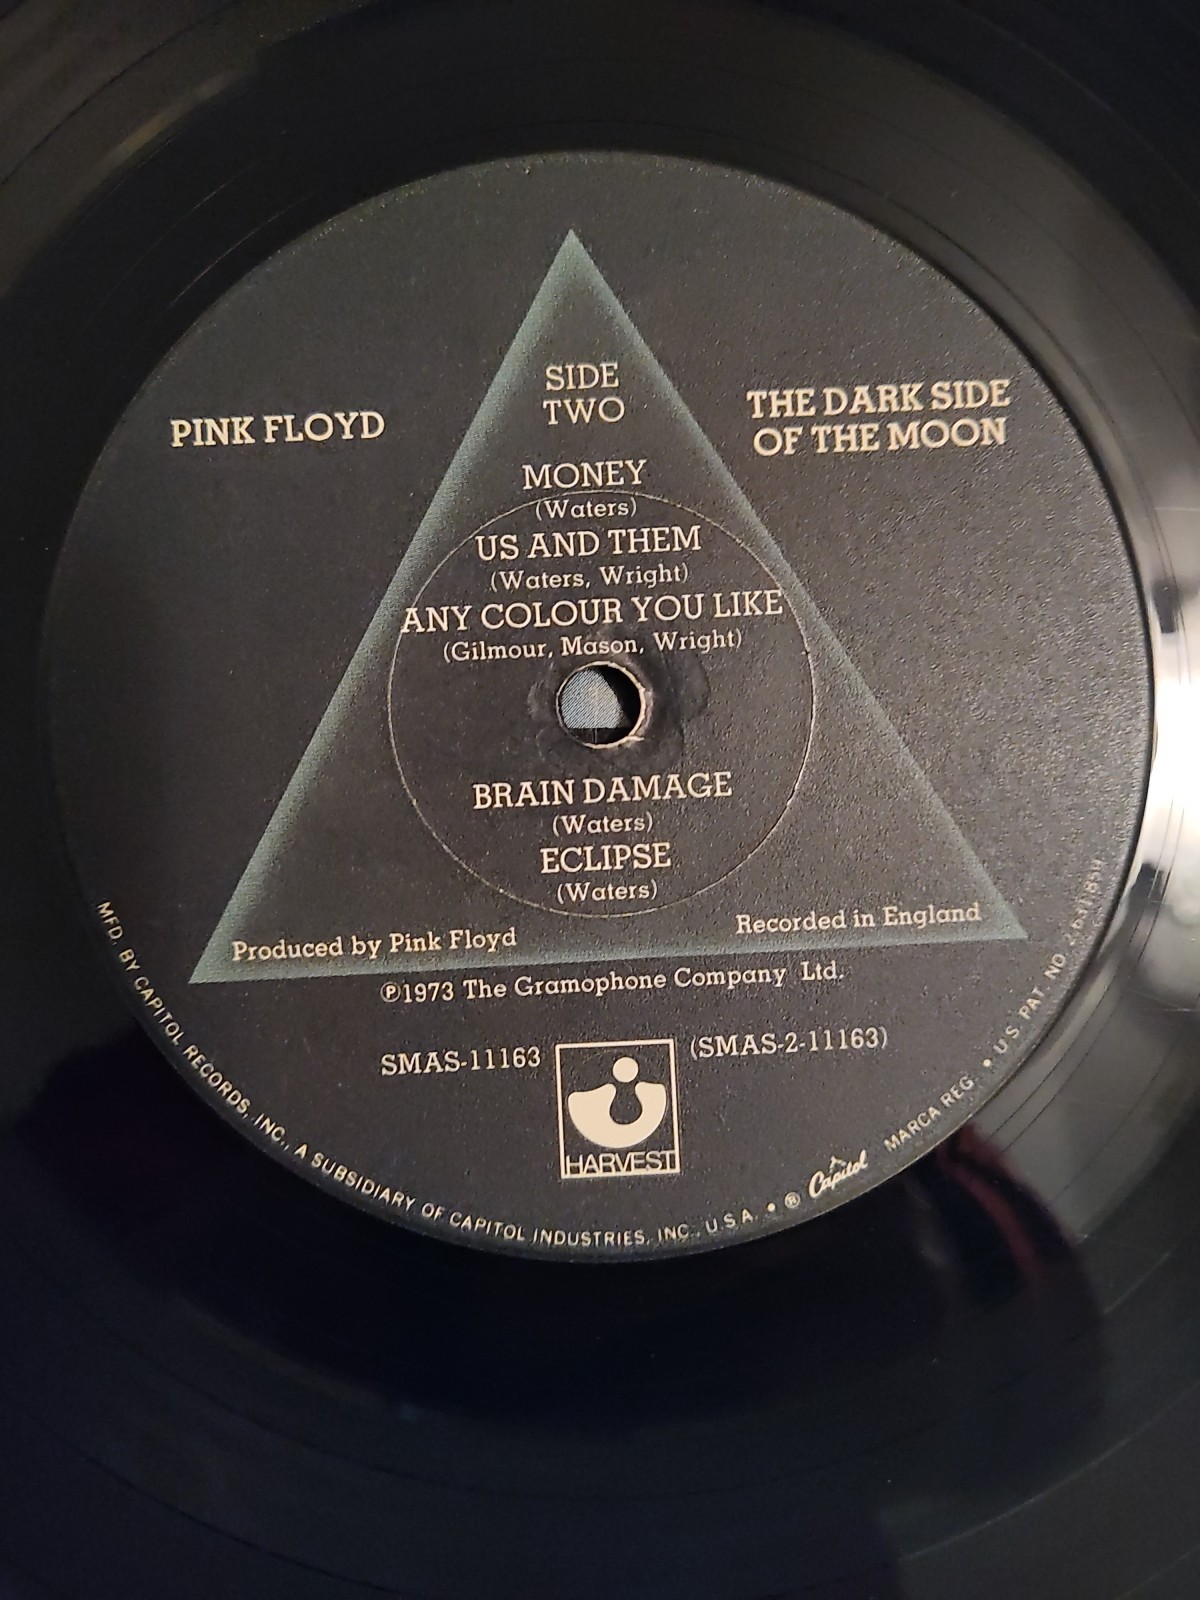 SIDE
TWO
PINK FLOYD
THE DARK SIDE
OF THE MOON
MONEY
(Waters)
US AND THEM
(Waters, Wright)
ANY COLOUR YOU LIKE
(Gilmour, Mason, Wright)
BRAIN DAMAGE
(Waters)
ECLIPSE
(Waters)
Produced by Pink Floyd
Recorded in England
℗1973 The Gramophone Company Ltd.
SMAS-11163
(SMAS-2-11163)
HARVEST
MFD. BY CAPITOL RECORDS, INC., A SUBSIDIARY OF CAPITOL INDUSTRIES, INC., U.S.A. • ® Capitol MARCA REG. • U.S. PAT. NO. 2,631,859